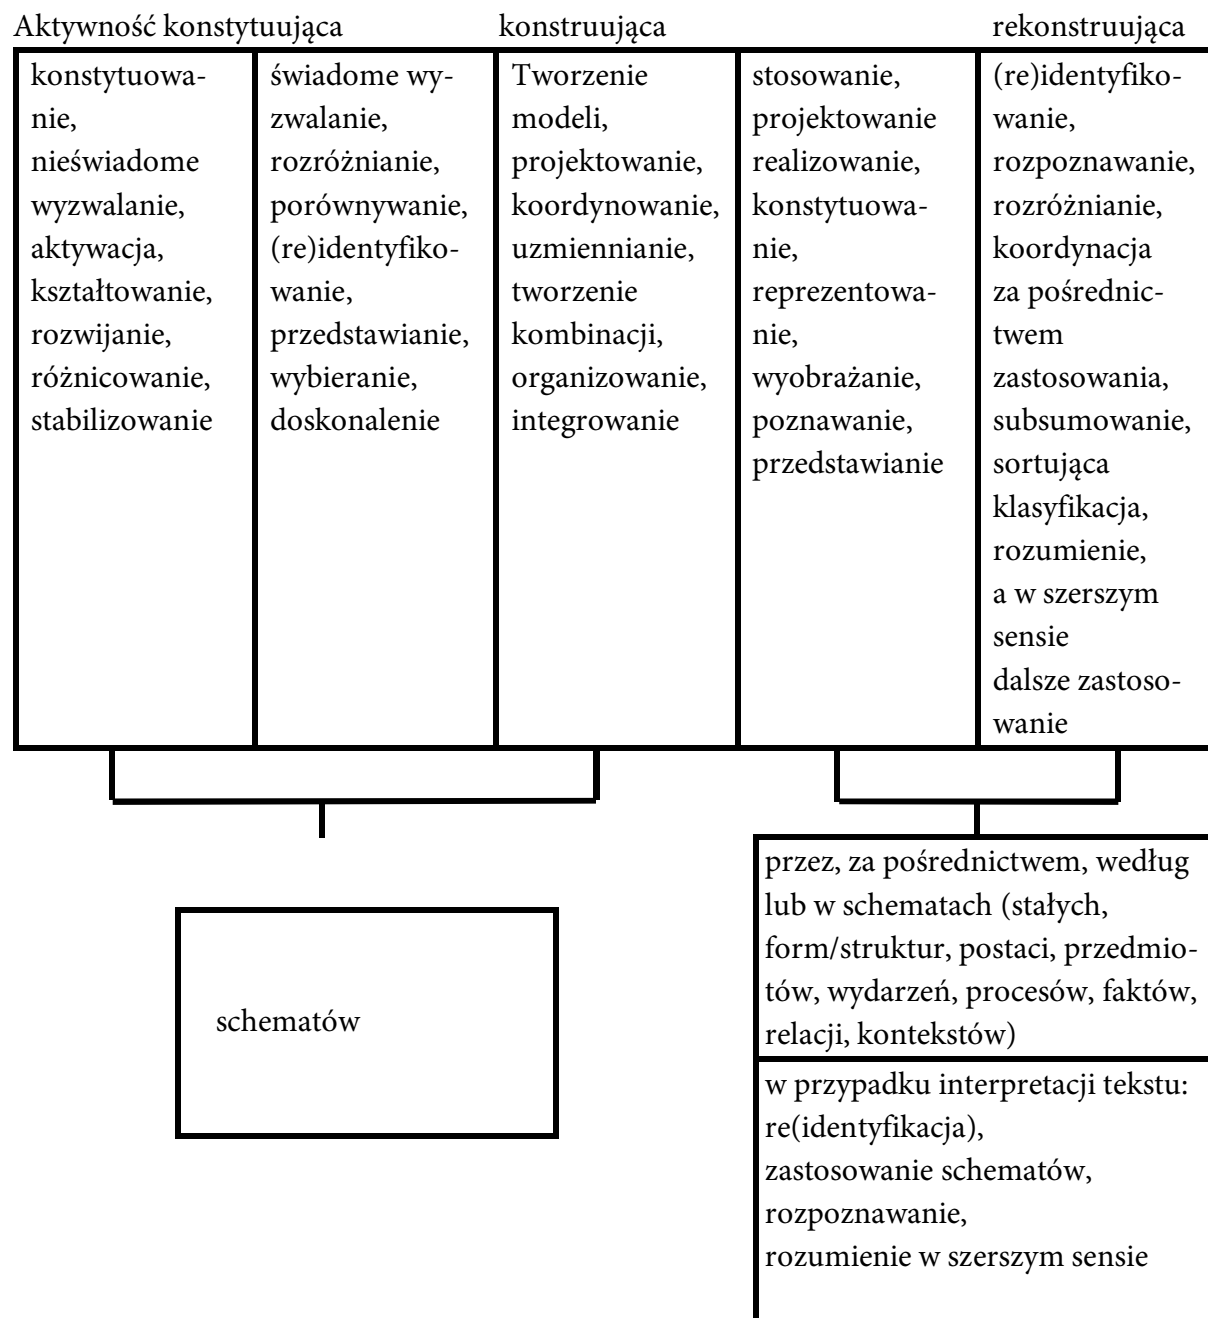 Aktywność konstytuująca konstruująca rekonstruująca
konstytuowa-
nie,
nieświadome
wyzwalanie,
aktywacja,
kształtowanie,
rozwijanie,
różnicowanie,
stabilizowanie
świadome wy-
zwalanie,
rozróżnianie,
porównywanie,
(re)identyfiko-
wanie,
przedstawianie,
wybieranie,
doskonalenie
Tworzenie
modeli,
projektowanie,
koordynowanie,
uzmiennianie,
tworzenie
kombinacji,
organizowanie,
integrowanie
stosowanie,
projektowanie
realizowanie,
konstytuowa-
nie,
reprezentowa-
nie,
wyobrażanie,
poznawanie,
przedstawianie
(re)identyfiko-
wanie,
rozpoznawanie,
rozróżnianie,
koordynacja
za pośrednic-
twem
zastosowania,
subsumowanie,
sortująca
klasyfikacja,
rozumienie,
a w szerszym
sensie
dalsze zastoso-
wanie
schematów
przez, za pośrednictwem, według
lub w schematach (stałych,
form/struktur, postaci, przedmio-
tów, wydarzeń, procesów, faktów,
relacji, kontekstów)
w przypadku interpretacji tekstu:
re(identyfikacja),
zastosowanie schematów,
rozpoznawanie,
rozumienie w szerszym sensie